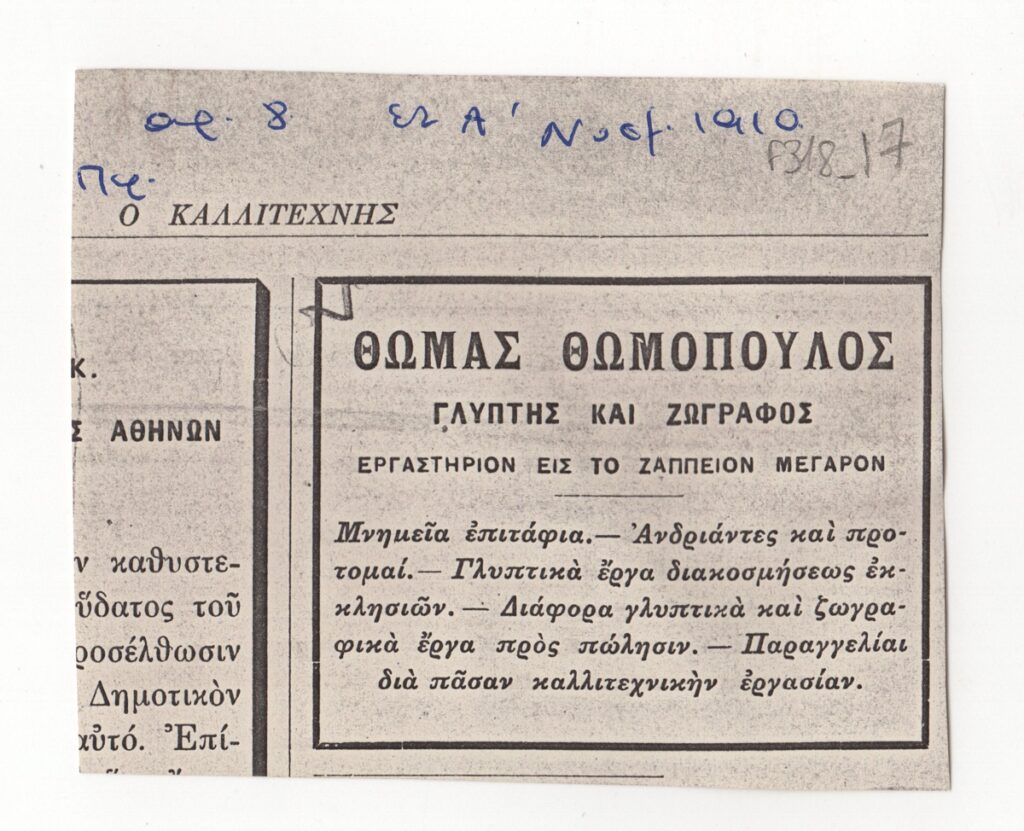 αρ. 8 ετ Α' Νοεμ. 1910
F318_17
Πρ.
Ο ΚΑΛΛΙΤΕΧΝΗΣ
Κ.
Σ ΑΘΗΝΩΝ
ν καθυστε-
ὕδατος τοῦ
ροσέλθωσιν
Δημοτικὸν
αὐτό. Ἐπί-
ΘΩΜΑΣ ΘΩΜΟΠΟΥΛΟΣ
ΓΛΥΠΤΗΣ ΚΑΙ ΖΩΓΡΑΦΟΣ
ΕΡΓΑΣΤΗΡΙΟΝ ΕΙΣ ΤΟ ΖΑΠΠΕΙΟΝ ΜΕΓΑΡΟΝ
Μνημεῖα ἐπιτάφια.— Ἀνδριάντες καὶ προ-
τομαί.— Γλυπτικὰ ἔργα διακοσμήσεως ἐκ-
κλησιῶν. — Διάφορα γλυπτικὰ καὶ ζωγρα-
φικὰ ἔργα πρὸς πώλησιν. — Παραγγελίαι
διὰ πᾶσαν καλλιτεχνικὴν ἐργασίαν.